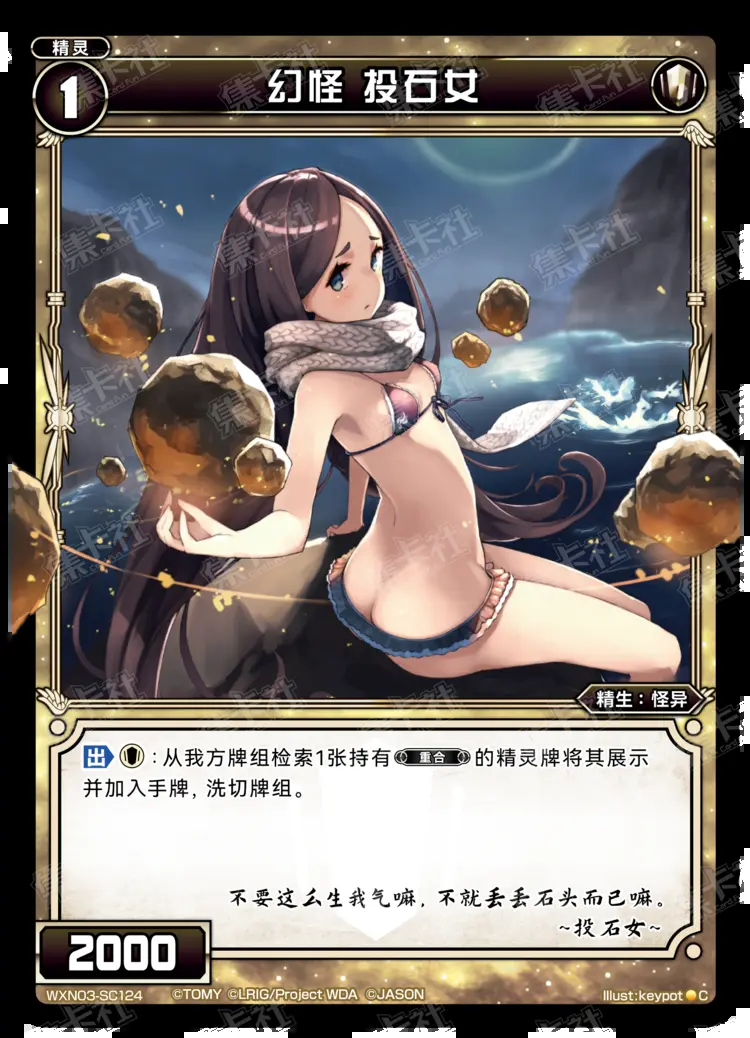 精灵
1
幻怪 投石女
精生：怪异
出 ：从我方牌组检索1张持有 重合 的精灵牌将其展示
并加入手牌，洗切牌组。
不要这么生我气嘛，不就丢丢石头而已嘛。
~投石女~
2000
WXN03-SC124 ©TOMY ©LRIG/Project WDA ©JASON Illust:keypot C
集卡社